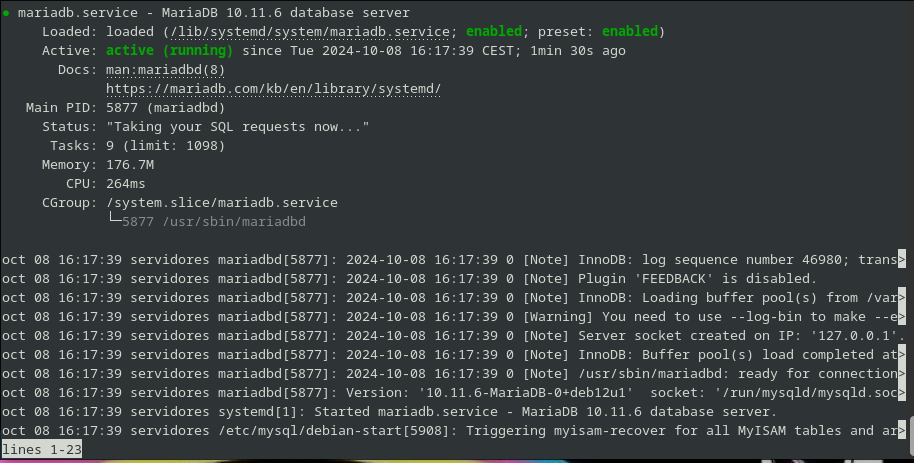 ● mariadb.service - MariaDB 10.11.6 database server
     Loaded: loaded (/lib/systemd/system/mariadb.service; enabled; preset: enabled)
     Active: active (running) since Tue 2024-10-08 16:17:39 CEST; 1min 30s ago
       Docs: man:mariadbd(8)
             https://mariadb.com/kb/en/library/systemd/
   Main PID: 5877 (mariadbd)
     Status: "Taking your SQL requests now..."
      Tasks: 9 (limit: 1098)
     Memory: 176.7M
        CPU: 264ms
     CGroup: /system.slice/mariadb.service
             └─5877 /usr/sbin/mariadbd

oct 08 16:17:39 servidores mariadbd[5877]: 2024-10-08 16:17:39 0 [Note] InnoDB: log sequence number 46980; trans>
oct 08 16:17:39 servidores mariadbd[5877]: 2024-10-08 16:17:39 0 [Note] Plugin 'FEEDBACK' is disabled.
oct 08 16:17:39 servidores mariadbd[5877]: 2024-10-08 16:17:39 0 [Note] InnoDB: Loading buffer pool(s) from /var>
oct 08 16:17:39 servidores mariadbd[5877]: 2024-10-08 16:17:39 0 [Warning] You need to use --log-bin to make --e>
oct 08 16:17:39 servidores mariadbd[5877]: 2024-10-08 16:17:39 0 [Note] Server socket created on IP: '127.0.0.1'.
oct 08 16:17:39 servidores mariadbd[5877]: 2024-10-08 16:17:39 0 [Note] InnoDB: Buffer pool(s) load completed at>
oct 08 16:17:39 servidores mariadbd[5877]: 2024-10-08 16:17:39 0 [Note] /usr/sbin/mariadbd: ready for connection>
oct 08 16:17:39 servidores mariadbd[5877]: Version: '10.11.6-MariaDB-0+deb12u1'  socket: '/run/mysqld/mysqld.soc>
oct 08 16:17:39 servidores systemd[1]: Started mariadb.service - MariaDB 10.11.6 database server.
oct 08 16:17:39 servidores /etc/mysql/debian-start[5908]: Triggering myisam-recover for all MyISAM tables and ar>
lines 1-23